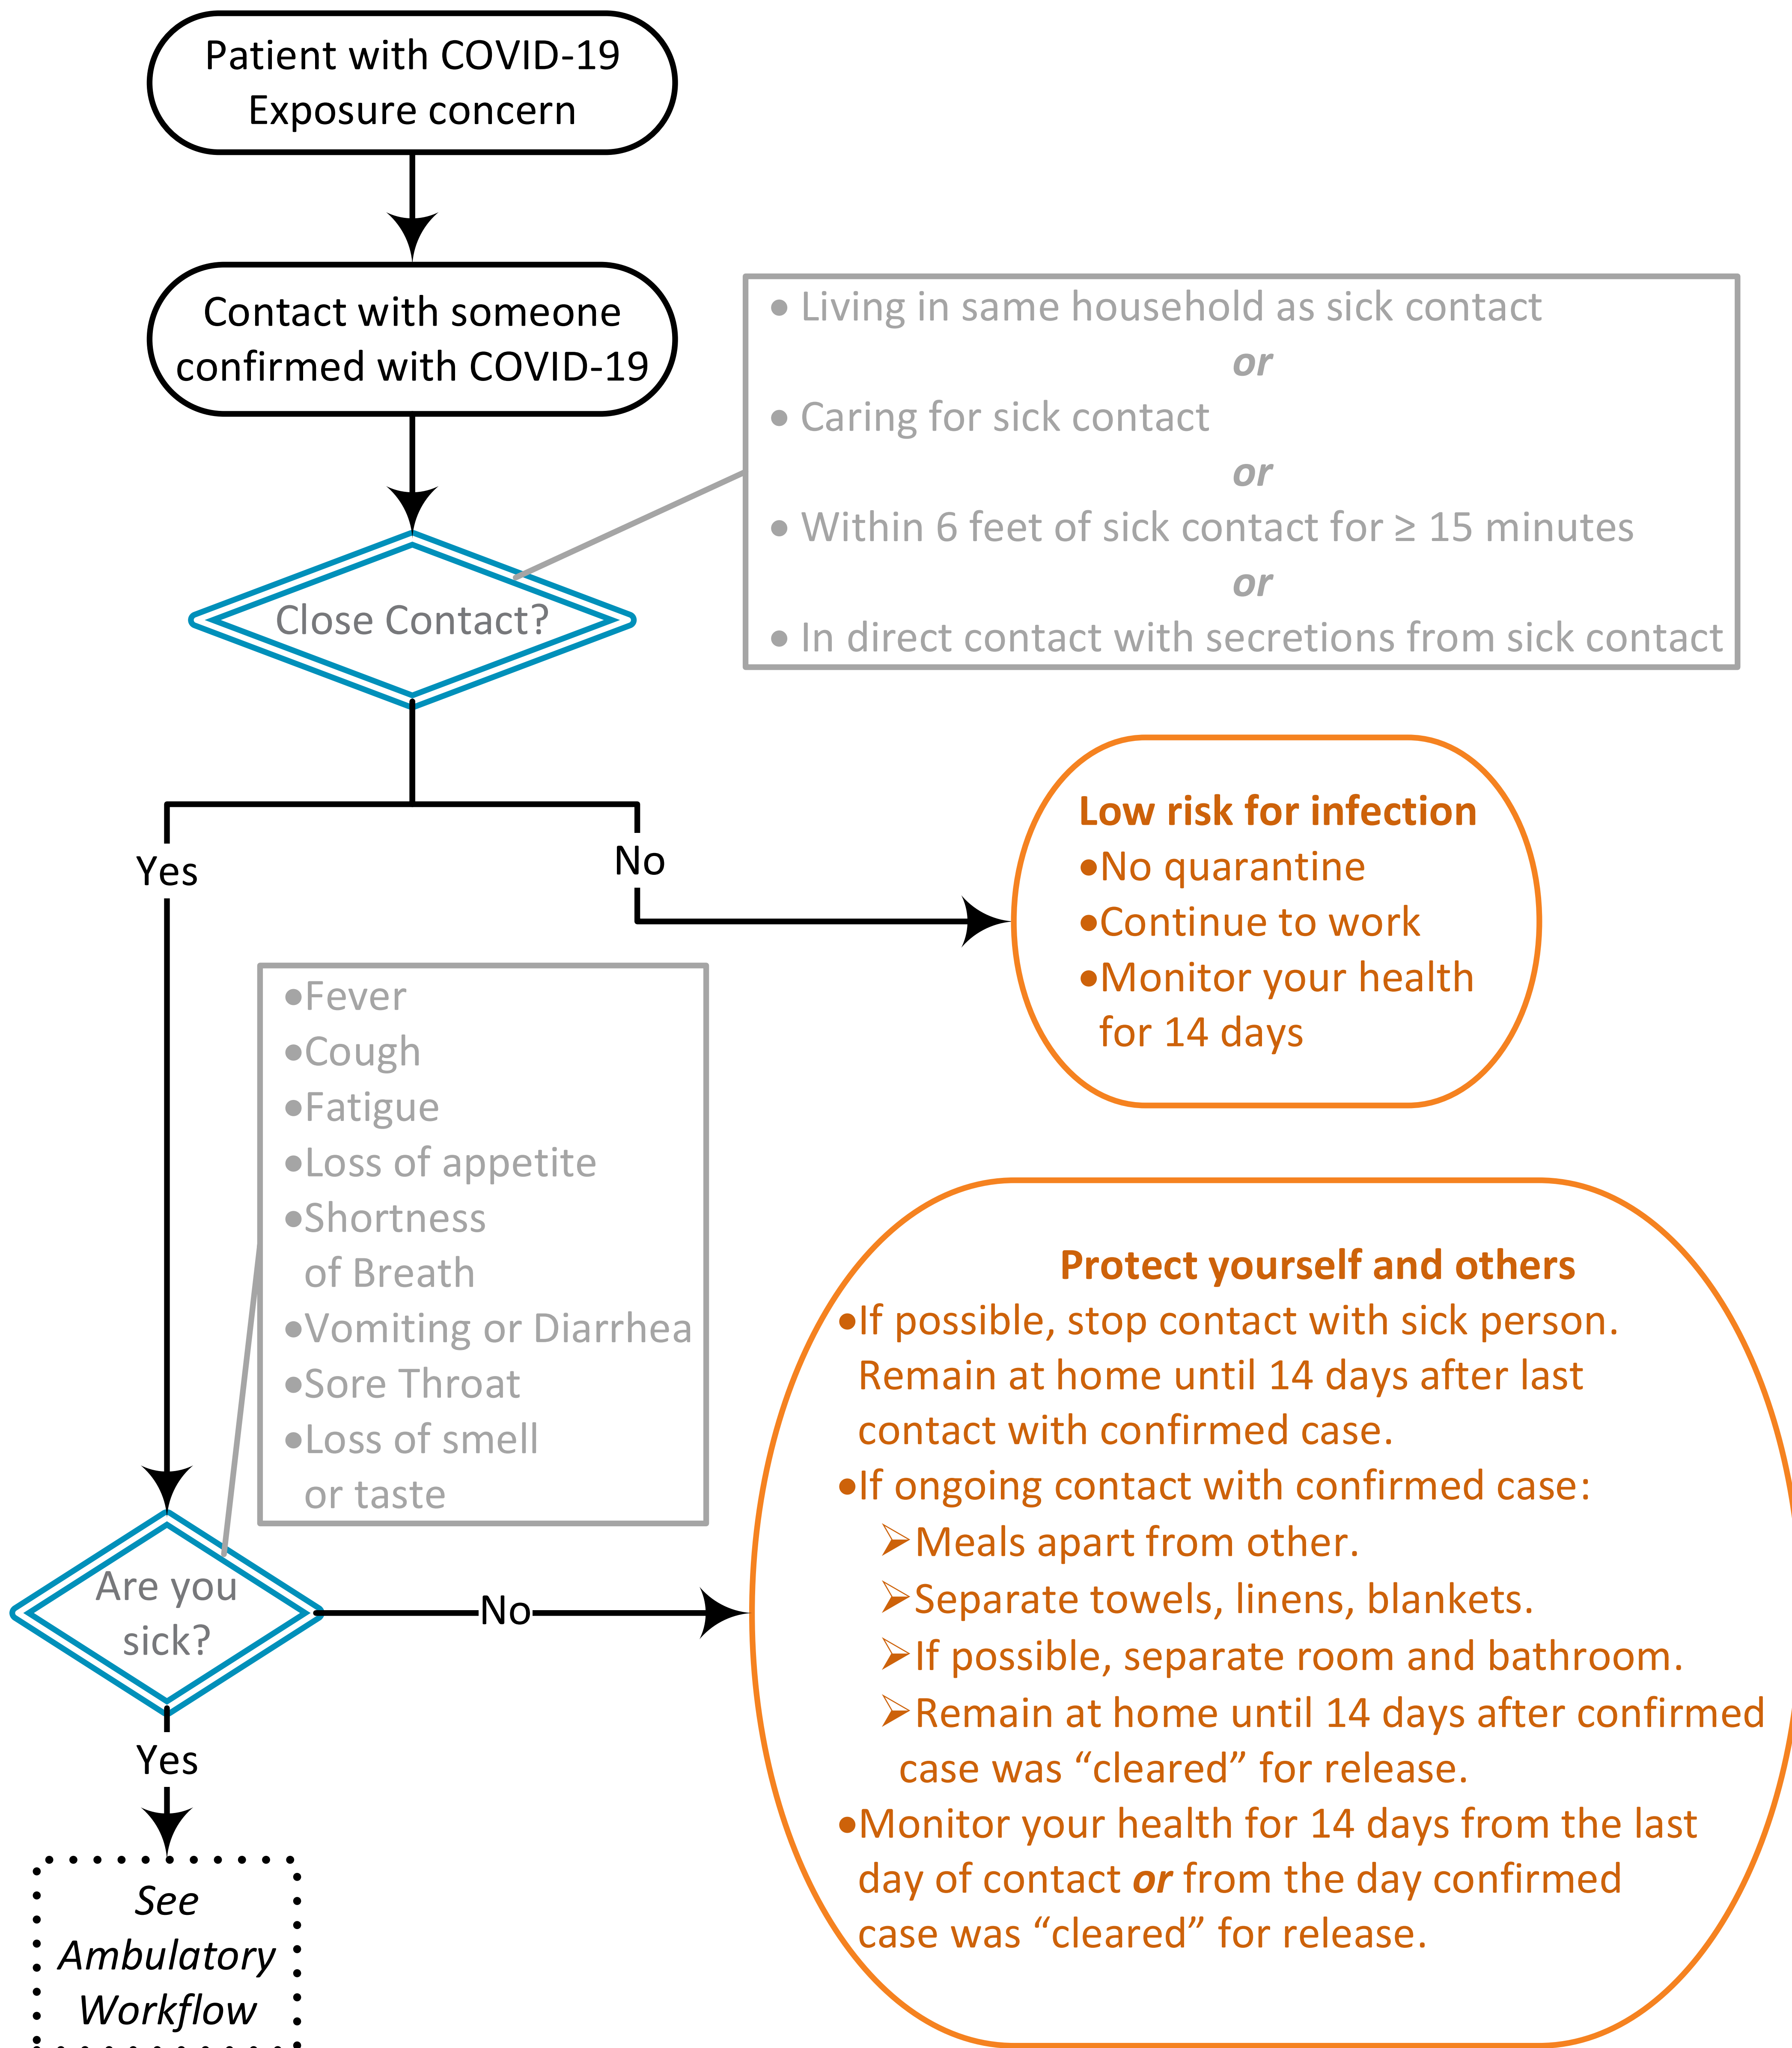 Patient with COVID-19
Exposure concern
Contact with someone
confirmed with COVID-19
• Living in same household as sick contact
or
• Caring for sick contact
or
• Within 6 feet of sick contact for ≥ 15 minutes
or
• In direct contact with secretions from sick contact
Close Contact?
Yes
No
Low risk for infection
•No quarantine
•Continue to work
•Monitor your health
for 14 days
•Fever
•Cough
•Fatigue
•Loss of appetite
•Shortness
of Breath
•Vomiting or Diarrhea
•Sore Throat
•Loss of smell
or taste
Are you
sick?
No
Protect yourself and others
•If possible, stop contact with sick person.
Remain at home until 14 days after last
contact with confirmed case.
•If ongoing contact with confirmed case:
➢Meals apart from other.
➢Separate towels, linens, blankets.
➢If possible, separate room and bathroom.
➢Remain at home until 14 days after confirmed
case was “cleared” for release.
•Monitor your health for 14 days from the last
day of contact or from the day confirmed
case was “cleared” for release.
Yes
See
Ambulatory
Workflow